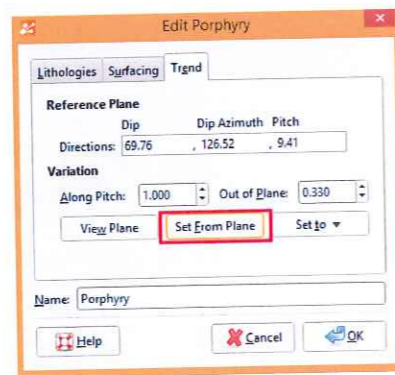 Edit Porphyry
Lithologies Surfacing Trend
Reference Plane
Dip Dip Azimuth Pitch
Directions: 69.76 , 126.52 , 9.41
Variation
Along Pitch: 1.000 Out of Plane: 0.330
View Plane Set From Plane Set to
Name: Porphyry
Help Cancel OK